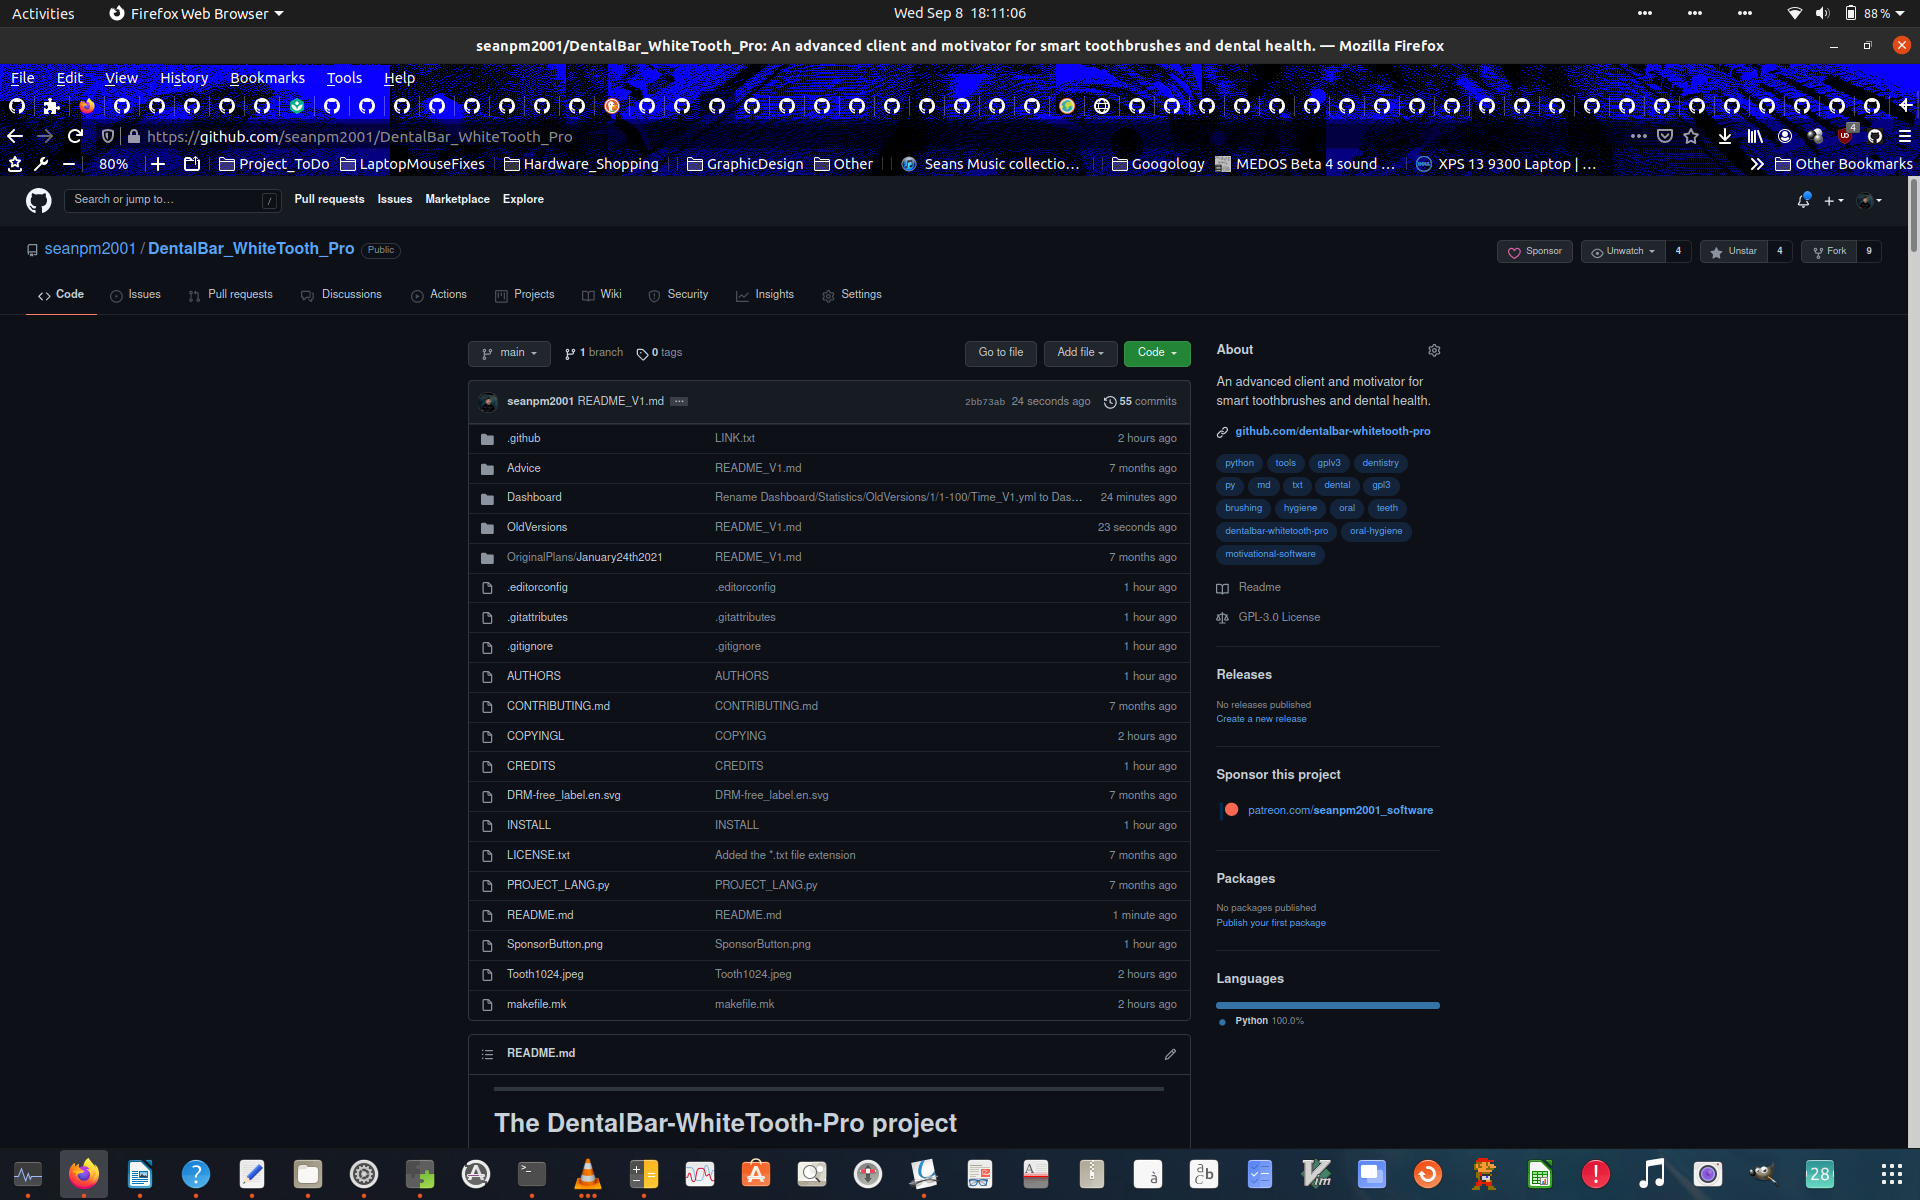 Activities Firefox Web Browser Wed Sep 8 18:11:06 88 %
seanpm2001/DentalBar_WhiteTooth_Pro: An advanced client and motivator for smart toothbrushes and dental health. — Mozilla Firefox
File Edit View History Bookmarks Tools Help
https://github.com/seanpm2001/DentalBar_WhiteTooth_Pro 4
80% Project_ToDo LaptopMouseFixes Hardware_Shopping GraphicDesign Other Seans Music collectio… Googology MEDOS Beta 4 sound … XPS 13 9300 Laptop | … Other Bookmarks
Search or jump to… / Pull requests Issues Marketplace Explore
seanpm2001 / DentalBar_WhiteTooth_Pro Public Sponsor Unwatch 4 Unstar 4 Fork 9
Code Issues Pull requests Discussions Actions Projects Wiki Security Insights Settings
main 1 branch 0 tags Go to file Add file Code
seanpm2001 README_V1.md ... 2bb73ab 24 seconds ago 55 commits
.github LINK.txt 2 hours ago
Advice README_V1.md 7 months ago
Dashboard Rename Dashboard/Statistics/OldVersions/1/1-100/Time_V1.yml to Das… 24 minutes ago
OldVersions README_V1.md 23 seconds ago
OriginalPlans/January24th2021 README_V1.md 7 months ago
.editorconfig .editorconfig 1 hour ago
.gitattributes .gitattributes 1 hour ago
.gitignore .gitignore 1 hour ago
AUTHORS AUTHORS 1 hour ago
CONTRIBUTING.md CONTRIBUTING.md 7 months ago
COPYINGL COPYING 2 hours ago
CREDITS CREDITS 1 hour ago
DRM-free_label.en.svg DRM-free_label.en.svg 7 months ago
INSTALL INSTALL 1 hour ago
LICENSE.txt Added the *.txt file extension 7 months ago
PROJECT_LANG.py PROJECT_LANG.py 7 months ago
README.md README.md 1 minute ago
SponsorButton.png SponsorButton.png 1 hour ago
Tooth1024.jpeg Tooth1024.jpeg 2 hours ago
makefile.mk makefile.mk 2 hours ago
README.md
The DentalBar-WhiteTooth-Pro project
About
An advanced client and motivator for
smart toothbrushes and dental health.
github.com/dentalbar-whitetooth-pro
python tools gplv3 dentistry
py md txt dental gpl3
brushing hygiene oral teeth
dentalbar-whitetooth-pro oral-hygiene
motivational-software
Readme
GPL-3.0 License
Releases
No releases published
Create a new release
Sponsor this project
patreon.com/seanpm2001_software
Packages
No packages published
Publish your first package
Languages
Python 100.0%
28